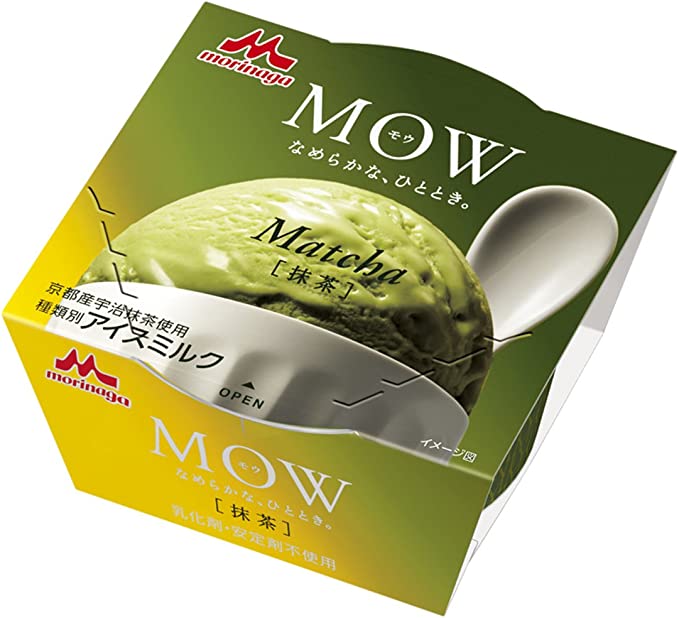 morinaga
MOW
モウ
なめらかな、ひととき。
Matcha
[抹茶]
京都産宇治抹茶使用
種類別アイスミルク
OPEN
イメージ図
morinaga
MOW
モウ
なめらかな、ひととき。
[抹茶]
乳化剤・安定剤不使用